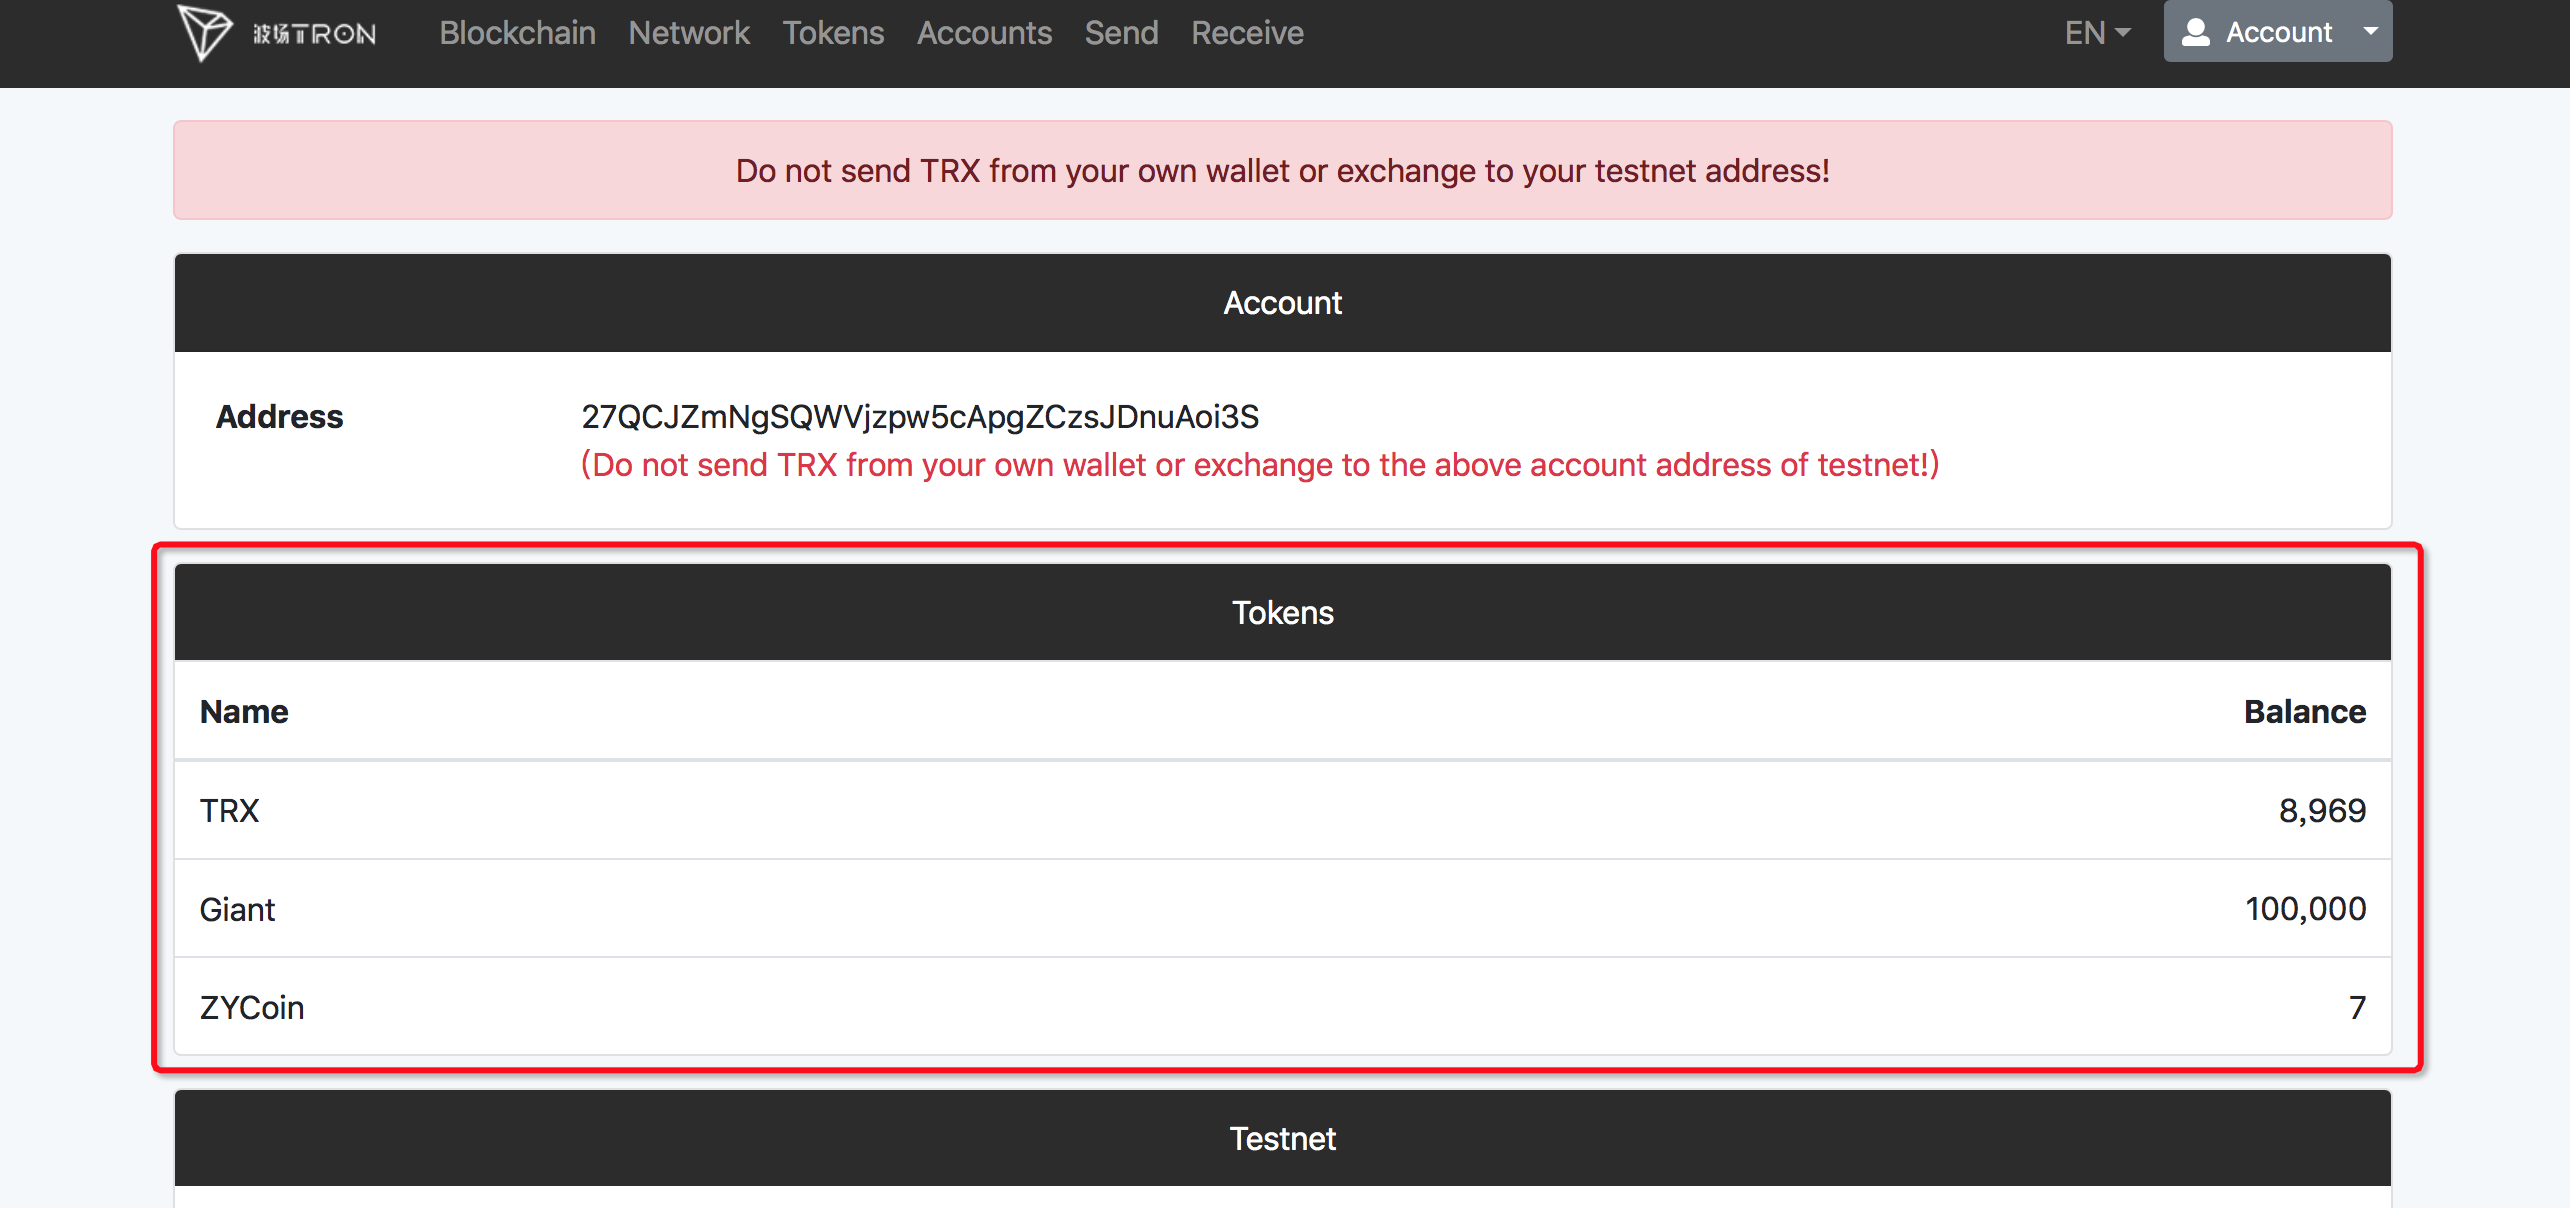 波场TRON Blockchain Network Tokens Accounts Send Receive EN Account
Do not send TRX from your own wallet or exchange to your testnet address!
Account
Address 27QCJZmNgSQWVjzpw5cApgZCzsJDnuAoi3S
(Do not send TRX from your own wallet or exchange to the above account address of testnet!)
Tokens
Name Balance
TRX 8,969
Giant 100,000
ZYCoin 7
Testnet